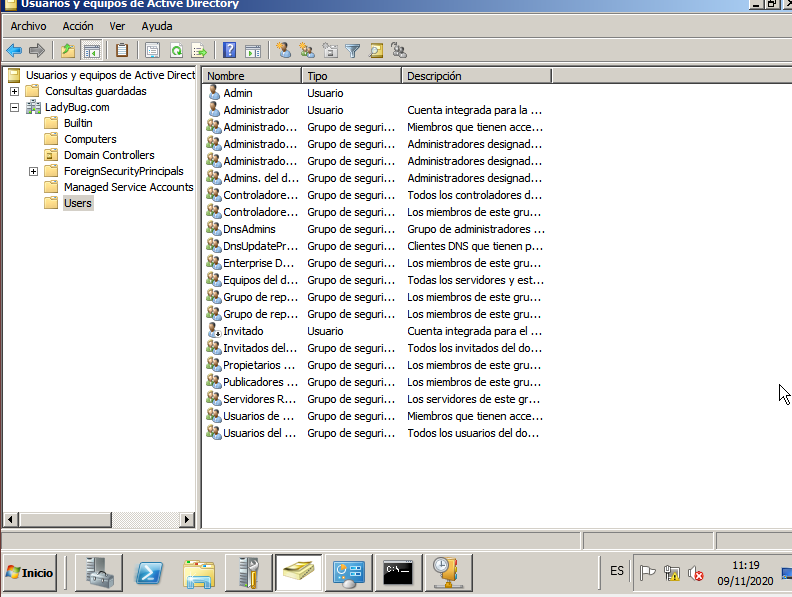 Usuarios y equipos de Active Directory
Archivo Acción Ver Ayuda
Usuarios y equipos de Active Direct
Consultas guardadas
LadyBug.com
Builtin
Computers
Domain Controllers
ForeignSecurityPrincipals
Managed Service Accounts
Users
Nombre Tipo Descripción
Admin Usuario
Administrador Usuario Cuenta integrada para la ...
Administrado... Grupo de seguri... Miembros que tienen acce...
Administrado... Grupo de seguri... Administradores designad...
Administrado... Grupo de seguri... Administradores designad...
Admins. del d... Grupo de seguri... Administradores designad...
Controladore... Grupo de seguri... Todos los controladores d...
Controladore... Grupo de seguri... Los miembros de este gru...
DnsAdmins Grupo de seguri... Grupo de administradores ...
DnsUpdatePr... Grupo de seguri... Clientes DNS que tienen p...
Enterprise D... Grupo de seguri... Los miembros de este gru...
Equipos del d... Grupo de seguri... Todas los servidores y est...
Grupo de rep... Grupo de seguri... Los miembros de este gru...
Grupo de rep... Grupo de seguri... Los miembros de este gru...
Invitado Usuario Cuenta integrada para el ...
Invitados del... Grupo de seguri... Todos los invitados del do...
Propietarios ... Grupo de seguri... Los miembros de este gru...
Publicadores ... Grupo de seguri... Los miembros de este gru...
Servidores R... Grupo de seguri... Los servidores de este gr...
Usuarios de ... Grupo de seguri... Miembros que tienen acce...
Usuarios del ... Grupo de seguri... Todos los usuarios del do...
Inicio
C:\
ES
11:19
09/11/2020